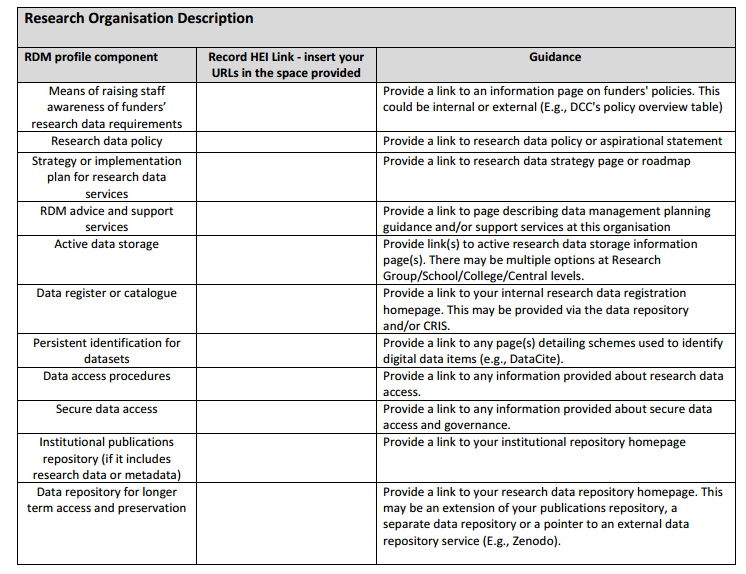 Research Organisation Description
RDM profile component
Record HEI Link - insert your
URLs in the space provided
Guidance
Means of raising staff
awareness of funders'
research data requirements
Provide a link to an information page on funders' policies. This
could be internal or external (E.g., DCC's policy overview table)
Research data policy
Provide a link to research data policy or aspirational statement
Strategy or implementation
plan for research data
services
Provide a link to research data strategy page or roadmap
RDM advice and support
services
Provide a link to page describing data management planning
guidance and/or support services at this organisation
Active data storage
Provide link(s) to active research data storage information
page(s). There may be multiple options at Research
Group/School/College/Central levels.
Data register or catalogue
Provide a link to your internal research data registration
homepage. This may be provided via the data repository
and/or CRIS.
Persistent identification for
datasets
Provide a link to any page(s) detailing schemes used to identify
digital data items (e.g., DataCite).
Data access procedures
Provide a link to any information provided about research data
access.
Secure data access
Provide a link to any information provided about secure data
access and governance.
Institutional publications
repository (if it includes
research data or metadata)
Provide a link to your institutional repository homepage
Data repository for longer
term access and preservation
Provide a link to your research data repository homepage. This
may be an extension of your publications repository, a
separate data repository or a pointer to an external data
repository service (E.g., Zenodo).